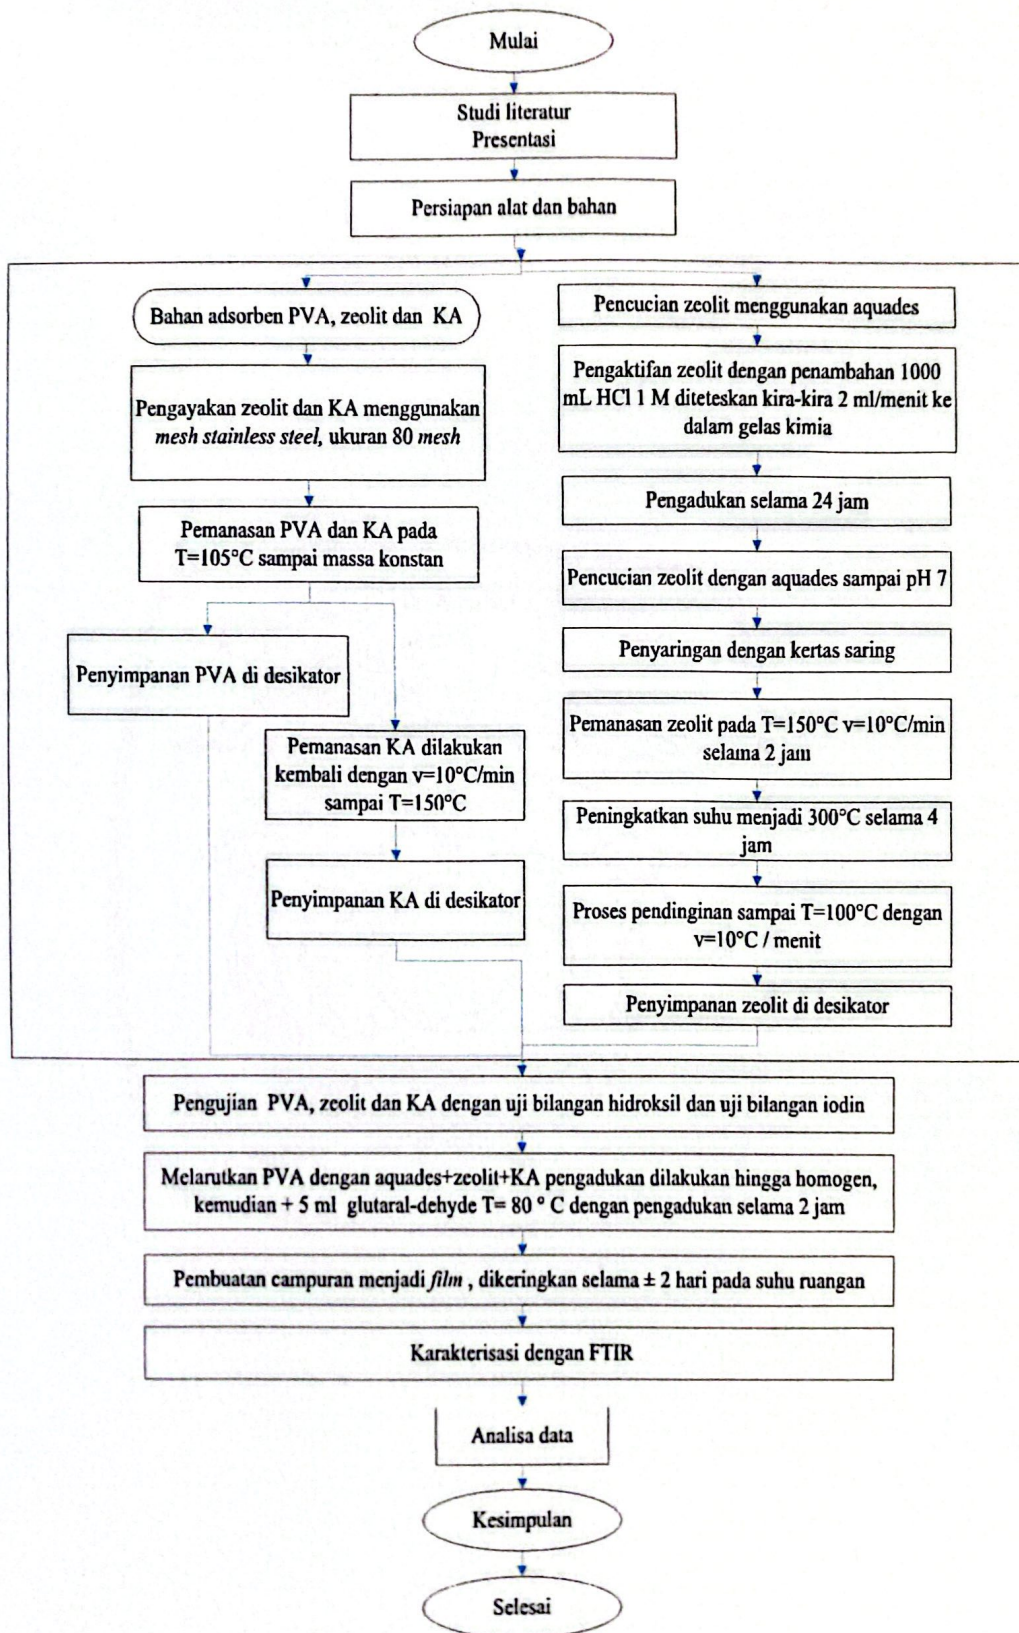 Mulai
Studi literatur
Presentasi
Persiapan alat dan bahan
Bahan adsorben PVA, zeolit dan KA
Pengayakan zeolit dan KA menggunakan
mesh stainless steel, ukuran 80 mesh
Pemanasan PVA dan KA pada
T=105°C sampai massa konstan
Penyimpanan PVA di desikator
Pemanasan KA dilakukan
kembali dengan v=10°C/min
sampai T=150°C
Penyimpanan KA di desikator
Pencucian zeolit menggunakan aquades
Pengaktifan zeolit dengan penambahan 1000
mL HCl 1 M diteteskan kira-kira 2 ml/menit ke
dalam gelas kimia
Pengadukan selama 24 jam
Pencucian zeolit dengan aquades sampai pH 7
Penyaringan dengan kertas saring
Pemanasan zeolit pada T=150°C v=10°C/min
selama 2 jam
Peningkatkan suhu menjadi 300°C selama 4
jam
Proses pendinginan sampai T=100°C dengan
v=10°C / menit
Penyimpanan zeolit di desikator
Pengujian PVA, zeolit dan KA dengan uji bilangan hidroksil dan uji bilangan iodin
Melarutkan PVA dengan aquades+zeolit+KA pengadukan dilakukan hingga homogen,
kemudian + 5 ml glutaral-dehyde T= 80 ° C dengan pengadukan selama 2 jam
Pembuatan campuran menjadi film , dikeringkan selama ± 2 hari pada suhu ruangan
Karakterisasi dengan FTIR
Analisa data
Kesimpulan
Selesai